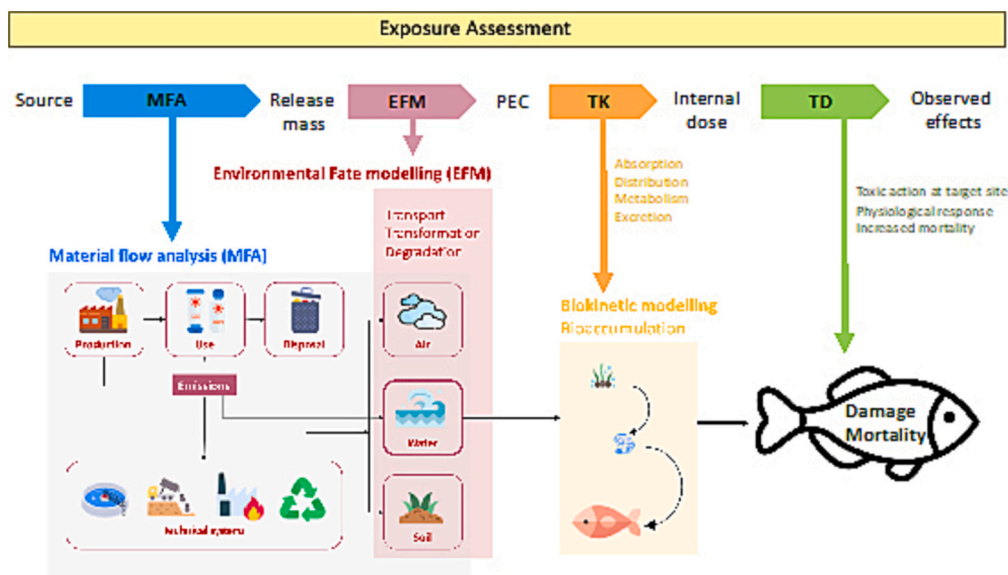 Exposure Assessment
Source
MFA
Release
mass
EFM
PEC
TK
Internal
dose
TD
Observed
effects
Environmental Fate modelling (EFM)
Absorption
Distribution
Metabolism
Excretion
Toxic action at target site
Physiological response
Increased mortality
Transport
Transformation
Degradation
Material flow analysis (MFA)
Production
Use
Disposal
Air
Biokinetic modelling
Bioaccumulation
Emissions
Water
Damage
Mortality
Technical systems
Soil